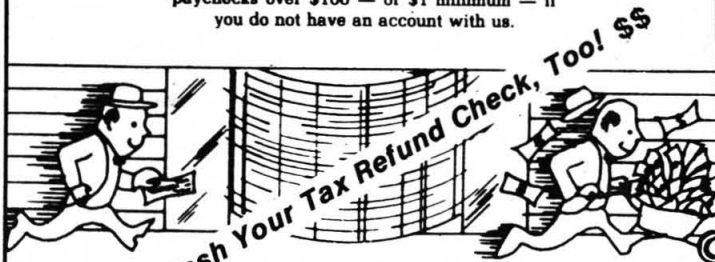 paychecks over $100 — or $1 minimum — if
you do not have an account with us.
Your Tax Refund Check, Too! $$